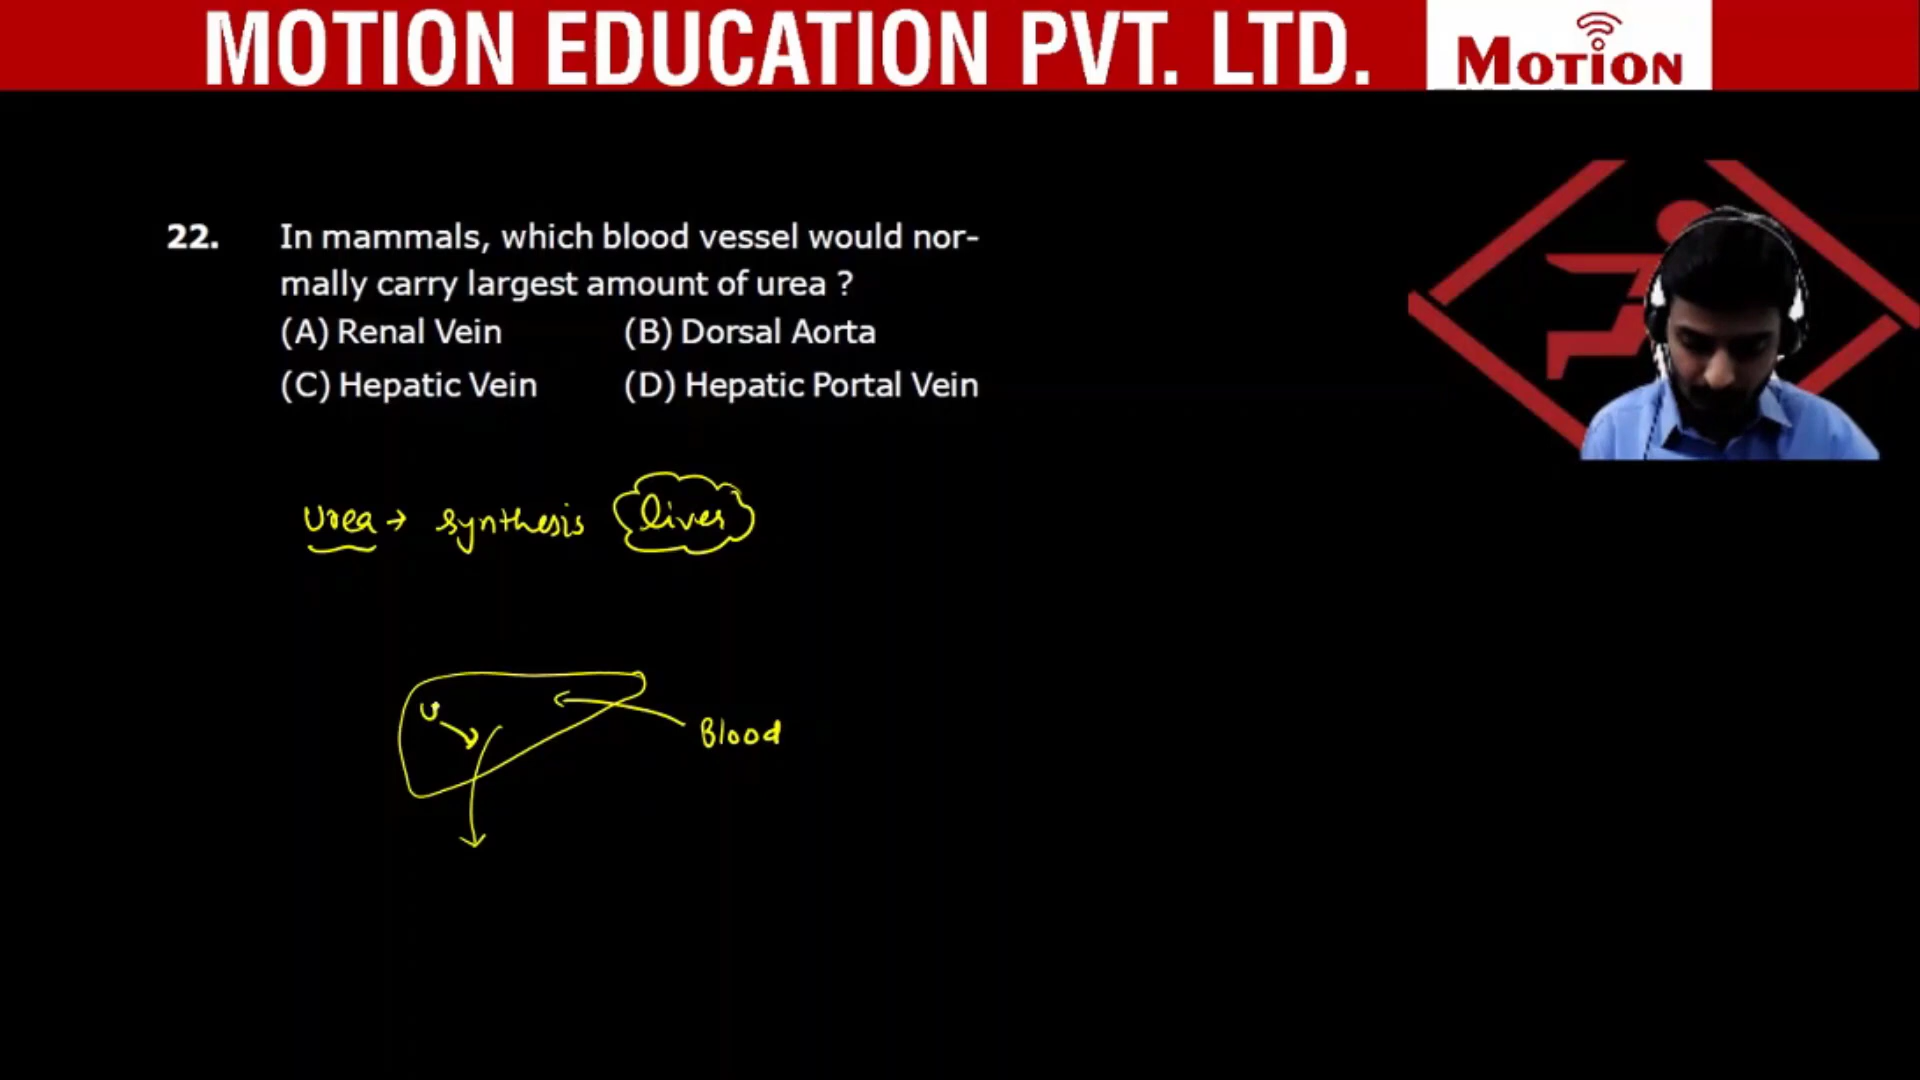 MOTION EDUCATION PVT. LTD.
MOTION
22. In mammals, which blood vessel would nor-
mally carry largest amount of urea ?
(A) Renal Vein (B) Dorsal Aorta
(C) Hepatic Vein (D) Hepatic Portal Vein
Urea → synthesis liver
U
Blood